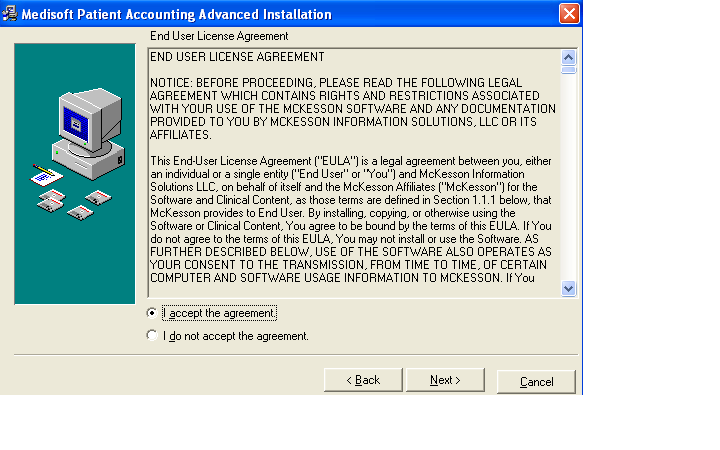 Medisoft Patient Accounting Advanced Installation
End User License Agreement
END USER LICENSE AGREEMENT
NOTICE: BEFORE PROCEEDING, PLEASE READ THE FOLLOWING LEGAL
AGREEMENT WHICH CONTAINS RIGHTS AND RESTRICTIONS ASSOCIATED
WITH YOUR USE OF THE MCKESSON SOFTWARE AND ANY DOCUMENTATION
PROVIDED TO YOU BY MCKESSON INFORMATION SOLUTIONS, LLC OR ITS
AFFILIATES.
This End-User License Agreement ("EULA") is a legal agreement between you, either
an individual or a single entity ("End User" or "You") and McKesson Information
Solutions LLC, on behalf of itself and the McKesson Affiliates ("McKesson") for the
Software and Clinical Content, as those terms are defined in Section 1.1.1 below, that
McKesson provides to End User. By installing, copying, or otherwise using the
Software or Clinical Content, You agree to be bound by the terms of this EULA. If You
do not agree to the terms of this EULA, You may not install or use the Software. AS
FURTHER DESCRIBED BELOW, USE OF THE SOFTWARE ALSO OPERATES AS
YOUR CONSENT TO THE TRANSMISSION, FROM TIME TO TIME, OF CERTAIN
COMPUTER AND SOFTWARE USAGE INFORMATION TO MCKESSON. If You
I accept the agreement.
I do not accept the agreement.
< Back
Next >
Cancel